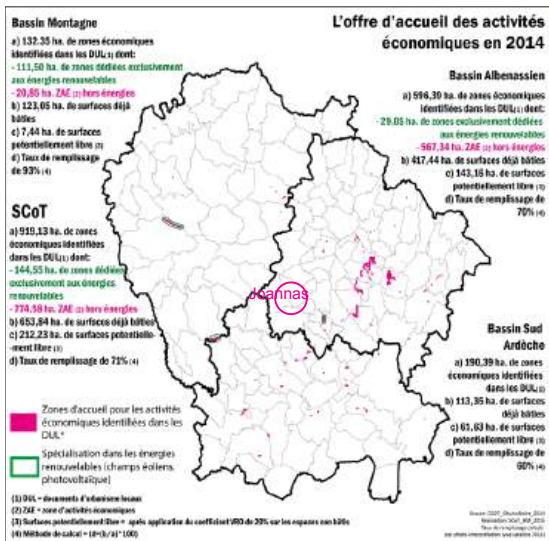 L'offre d'accueil des activités
économiques en 2014
Bassin Montagne
a) 132.35 ha. de zones économiques
identifiées dans les DUL(1) dont:
- 111,50 ha. de zones dédiées exclusivement
aux énergies renouvelables
- 20,85 ZAE (2) hors énergies
b) 123,05 ha. de surfaces déjà
bâties
c) 7,44 ha. de surfaces
potentiellement libre (3)
d) Taux de remplissage
de 93% (4)
SCoT
a) 919,13 ha. de zones
économiques identifiées
dans les DUL(1) dont:
- 144,55 ha. de zones dédiées
exclusivement aux énergies
renouvelables
- 774,58 ZAE (2) hors énergies
b) 653,84 ha. de surfaces déjà bâties
c) 212,23 ha. de surfaces potentielle-
-ment libre (3)
d) Taux de remplissage de 71% (4)
Bassin Albenassien
a) 596,39 ha. de zones économiques
identifiées dans les DUL(1) dont:
- 29.05 ha. de zones exclusivement dédiées
aux énergies renouvelables
- 567,34 ZAE (2) hors énergies
b) 417,44 ha. de surfaces déjà bâties
c) 143,16 ha. de surfaces
potentiellement libre (3)
d) Taux de remplissage de
70% (4)
Joannas
Bassin Sud
Ardèche
a) 190,39 ha. de zones
économiques identifiées
dans les DUL(1)
b) 113,35 ha. de surfaces
déjà bâties
c) 61,63 ha. de surfaces
potentiellement libre (3)
d) Taux de remplissage de
60% (4)
Zones d'accueil pour les activités
économiques identifiées dans les
DUL*
Spécialisation dans les énergies
renouvelables (champs éoliens,
photovoltaïque)
(1) DUL = documents d'urbanisme locaux
(2) ZAE = zone d'activités économiques
(3) Surfaces potentiellement libre = après application du coefficient VRD de 20% sur les espaces non bâtis
(4) Méthode de calcul = (d=(b/a)*100)